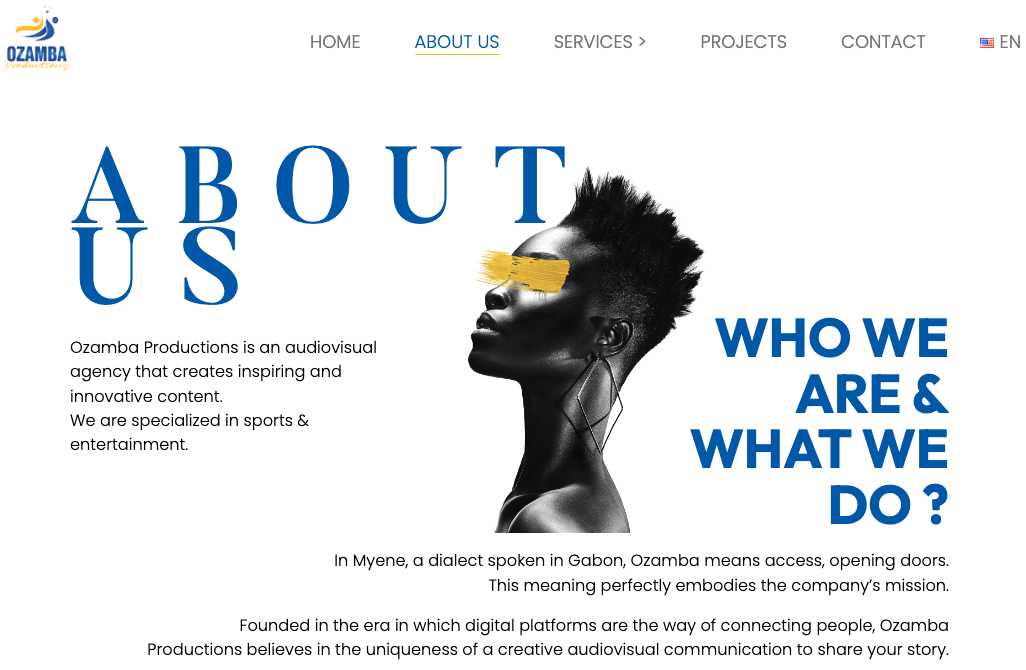 OZAMBA
Productions
HOME
ABOUT US
SERVICES >
PROJECTS
CONTACT
EN
ABOUT
US
Ozamba Productions is an audiovisual
agency that creates inspiring and
innovative content.
We are specialized in sports &
entertainment.
WHO WE
ARE &
WHAT WE
DO ?
In Myene, a dialect spoken in Gabon, Ozamba means access, opening doors.
This meaning perfectly embodies the company’s mission.
Founded in the era in which digital platforms are the way of connecting people, Ozamba
Productions believes in the uniqueness of a creative audiovisual communication to share your story.